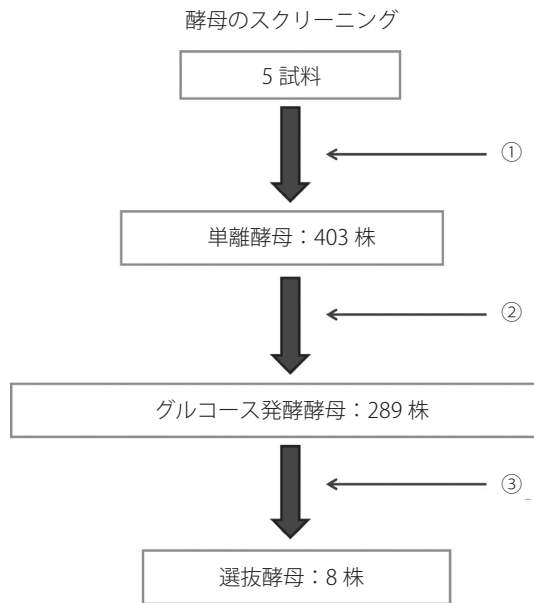 酵母のスクリーニング
5 試料
①
単離酵母：403 株
②
グルコース発酵酵母：289 株
③
選抜酵母：8 株